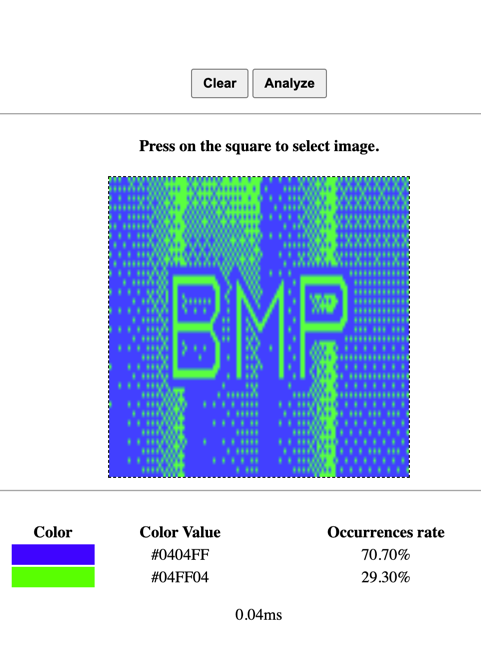 Clear Analyze
Press on the square to select image.
BMP
Color Color Value Occurrences rate
#0404FF 70.70%
#04FF04 29.30%
0.04ms